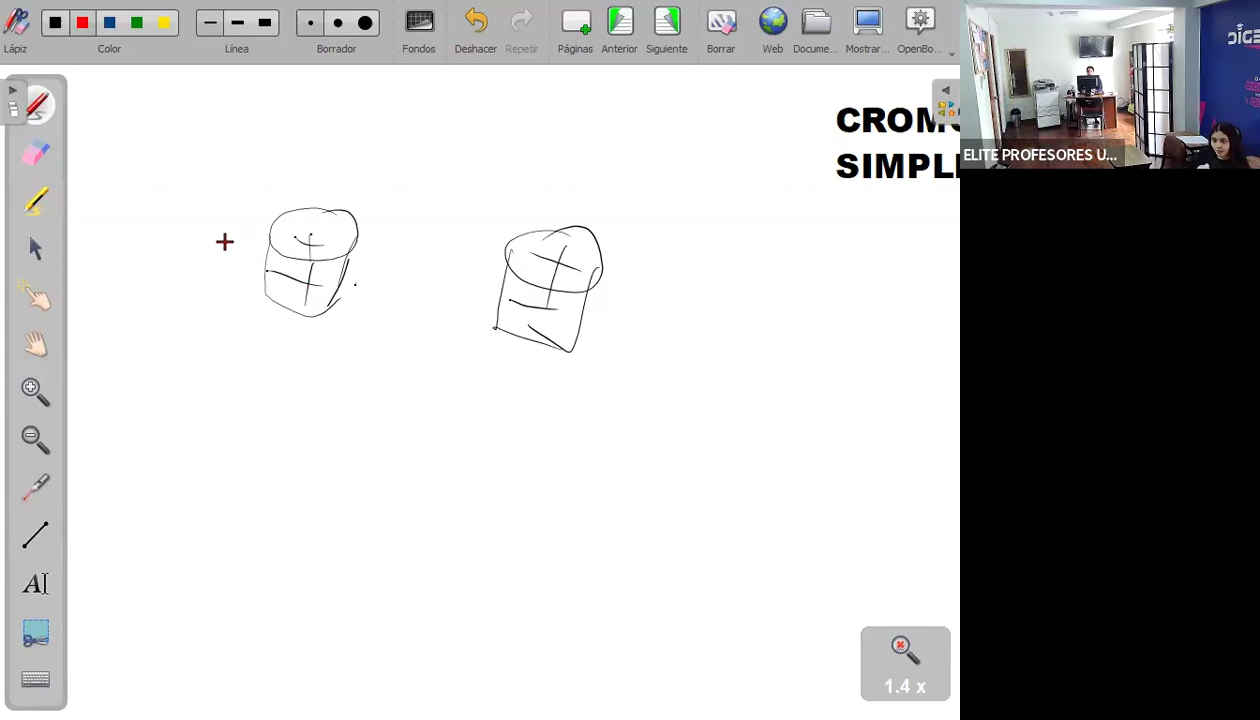 Lápiz
Color
Línea
Borrador
Fondos
Deshacer
Repetir
Páginas
Anterior
Siguiente
Borrar
Web
Docume...
Mostrar...
OpenBo...
CROM
SIMPL
ELITE PROFESORES U...
1.4 x